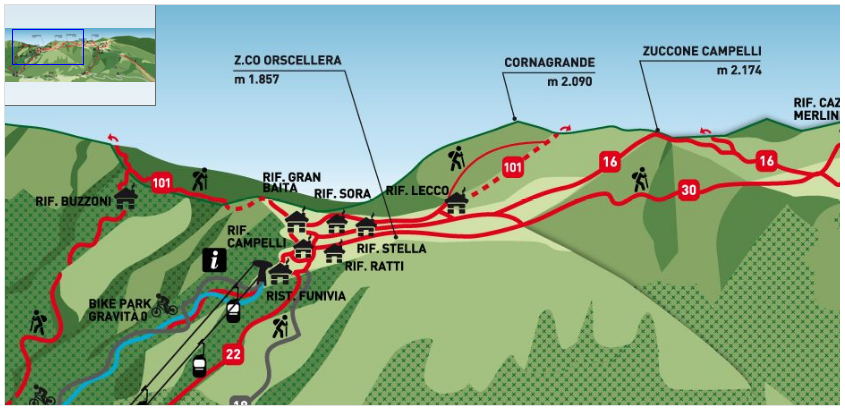 Z.CO ORSCELLERA
m 1.857
CORNAGRANDE
m 2.090
ZUCCONE CAMPELLI
m 2.174
RIF. CAZ
MERLIN
101
16
16
101
30
RIF. GRAN
BAITA
RIF. SORA
RIF. LECCO
RIF. BUZZONI
RIF.
CAMPELLI
RIF. STELLA
RIF. RATTI
i
RIST. FUNIVIA
BIKE PARK
GRAVITÀ 0
22
18